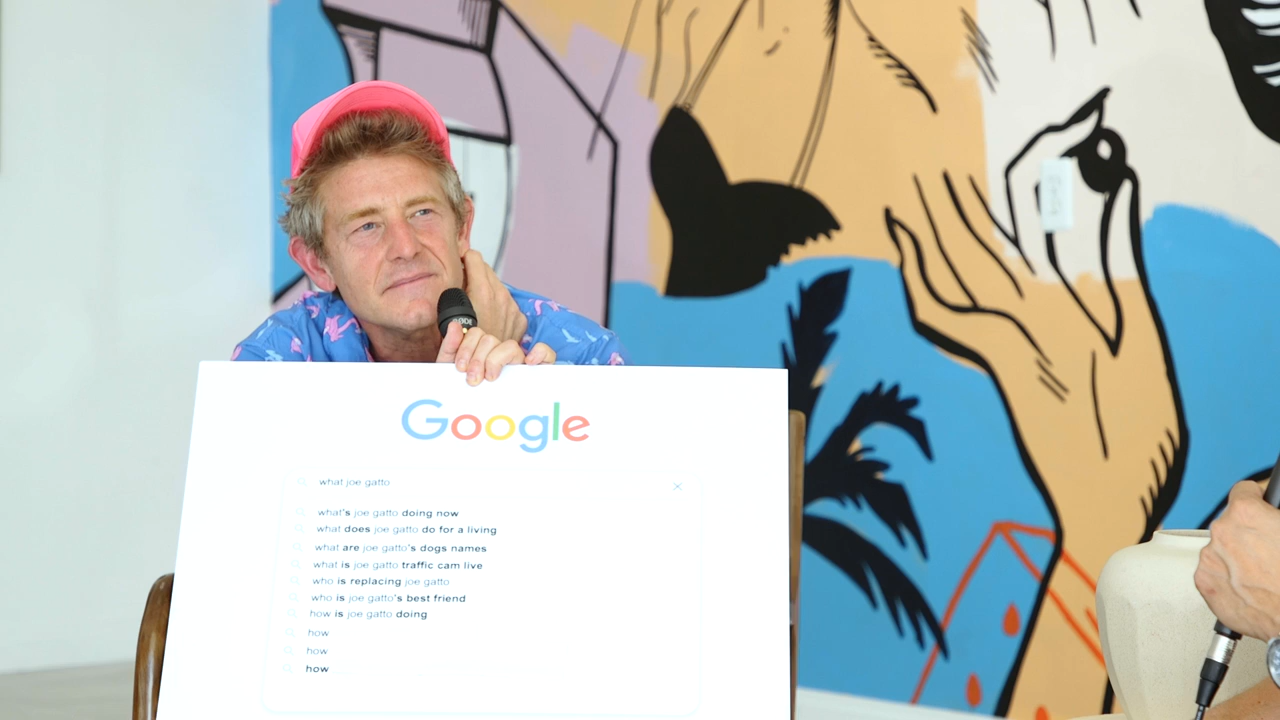 Google
what joe gatto
what's joe gatto doing now
what does joe gatto do for a living
what are joe gatto's dogs names
what is joe gatto traffic cam live
who is replacing joe gatto
who is joe gatto's best friend
how is joe gatto doing
how
how
how